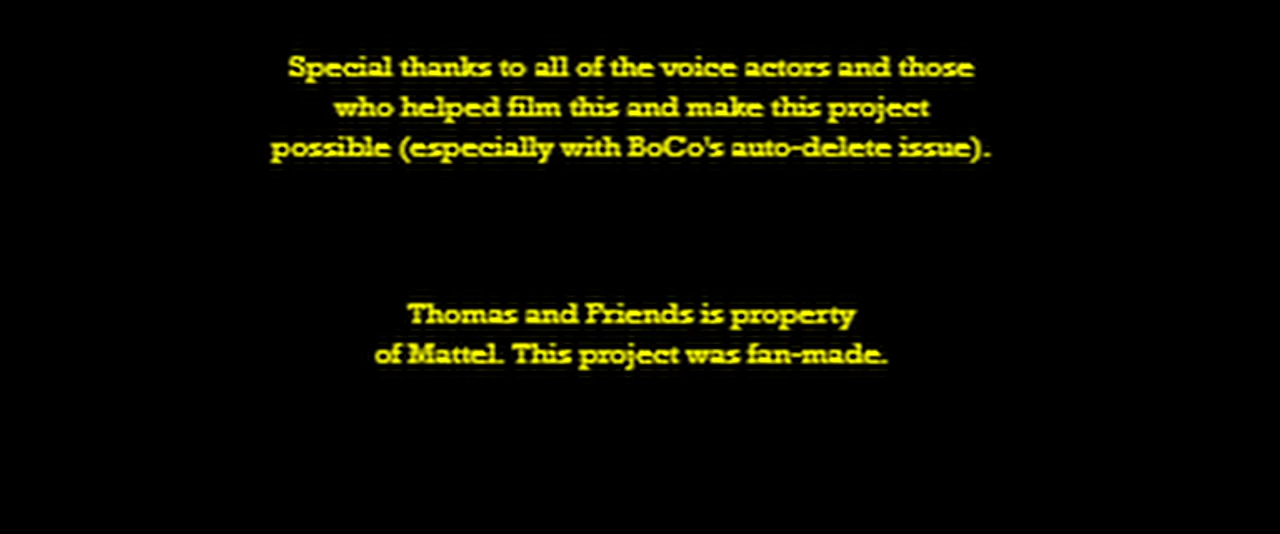 Special thanks to all of the voice actors and those
who helped film this and make this project
possible (especially with BoCo's auto-delete issue).
Thomas and Friends is property
of Mattel. This project was fan-made.